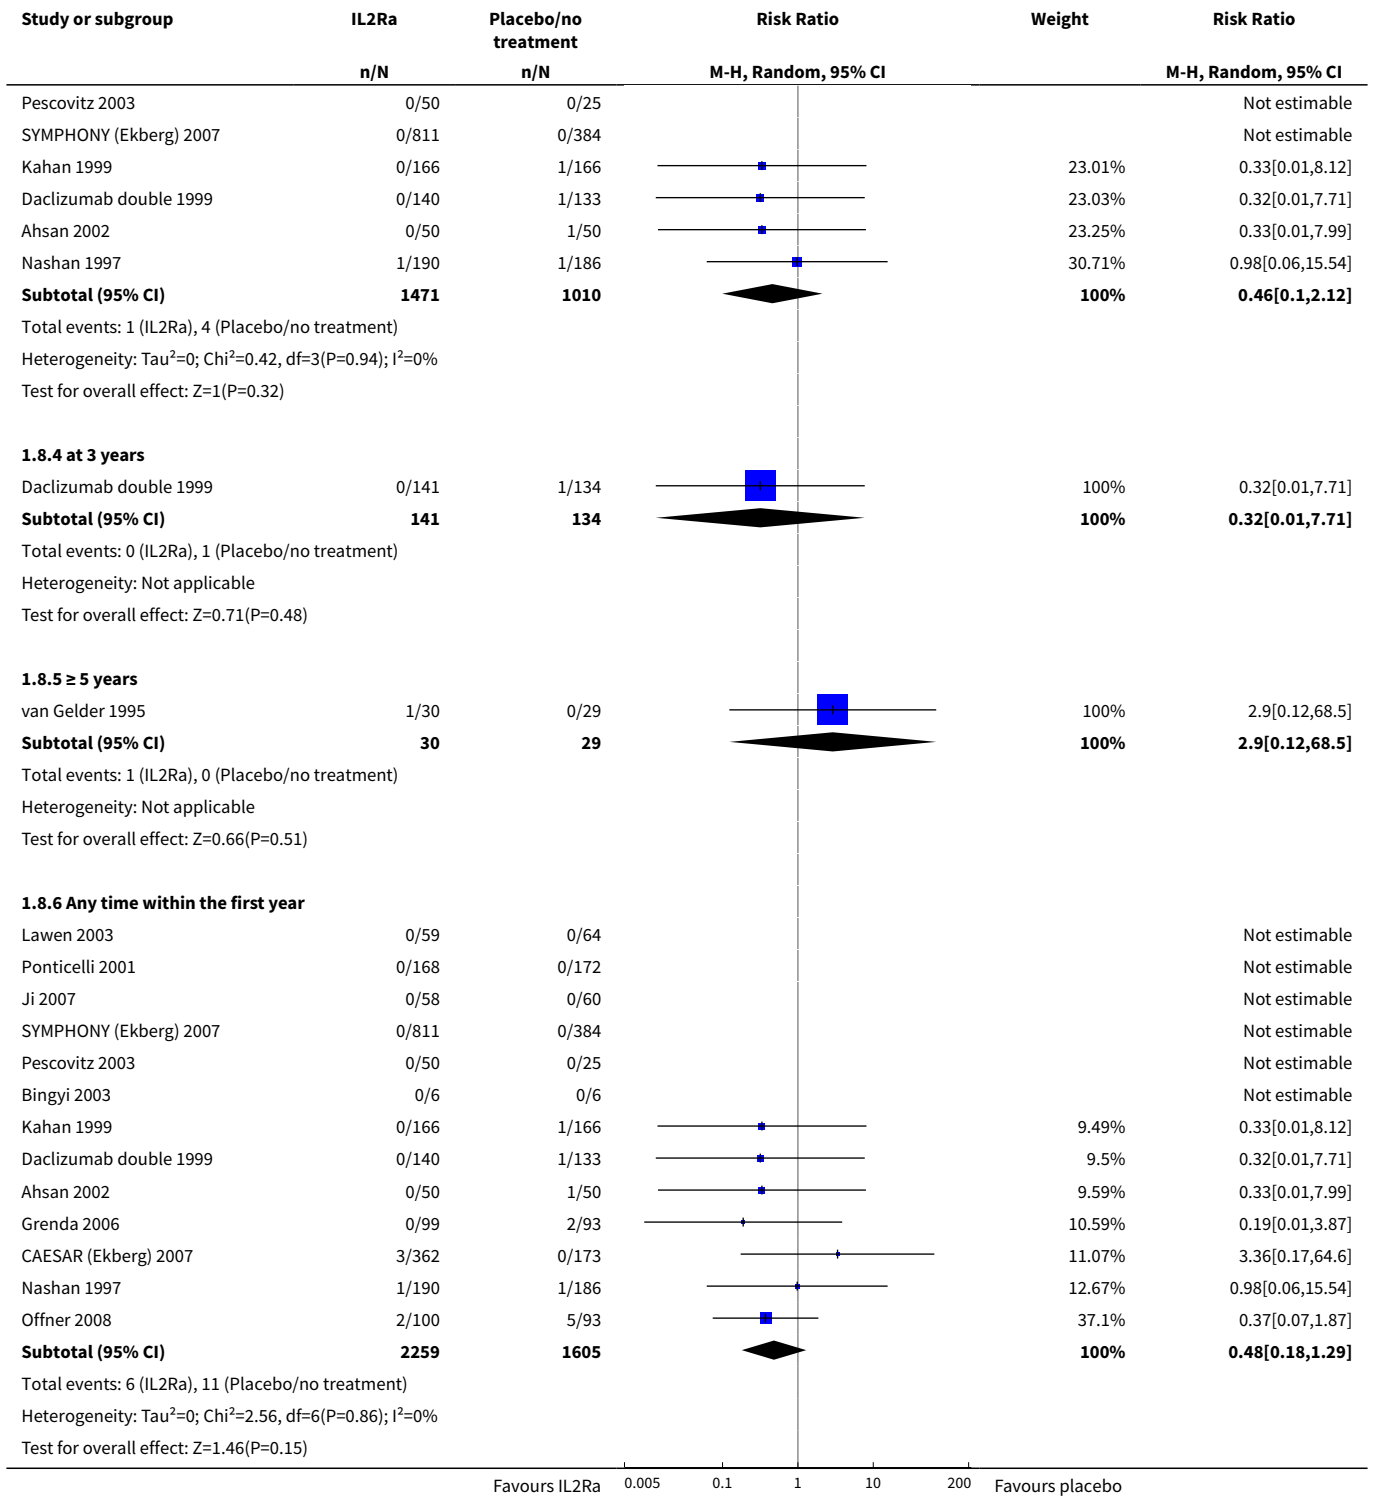 Study or subgroup IL2Ra Placebo/no treatment Risk Ratio Weight Risk Ratio
n/N n/N M-H, Random, 95% CI M-H, Random, 95% CI
Pescovitz 2003 0/50 0/25 Not estimable
SYMPHONY (Ekberg) 2007 0/811 0/384 Not estimable
Kahan 1999 0/166 1/166 23.01% 0.33[0.01,8.12]
Daclizumab double 1999 0/140 1/133 23.03% 0.32[0.01,7.71]
Ahsan 2002 0/50 1/50 23.25% 0.33[0.01,7.99]
Nashan 1997 1/190 1/186 30.71% 0.98[0.06,15.54]
Subtotal (95% CI) 1471 1010 100% 0.46[0.1,2.12]
Total events: 1 (IL2Ra), 4 (Placebo/no treatment)
Heterogeneity: Tau²=0; Chi²=0.42, df=3(P=0.94); I²=0%
Test for overall effect: Z=1(P=0.32)
1.8.4 at 3 years
Daclizumab double 1999 0/141 1/134 100% 0.32[0.01,7.71]
Subtotal (95% CI) 141 134 100% 0.32[0.01,7.71]
Total events: 0 (IL2Ra), 1 (Placebo/no treatment)
Heterogeneity: Not applicable
Test for overall effect: Z=0.71(P=0.48)
1.8.5 ≥ 5 years
van Gelder 1995 1/30 0/29 100% 2.9[0.12,68.5]
Subtotal (95% CI) 30 29 100% 2.9[0.12,68.5]
Total events: 1 (IL2Ra), 0 (Placebo/no treatment)
Heterogeneity: Not applicable
Test for overall effect: Z=0.66(P=0.51)
1.8.6 Any time within the first year
Lawen 2003 0/59 0/64 Not estimable
Ponticelli 2001 0/168 0/172 Not estimable
Ji 2007 0/58 0/60 Not estimable
SYMPHONY (Ekberg) 2007 0/811 0/384 Not estimable
Pescovitz 2003 0/50 0/25 Not estimable
Bingyi 2003 0/6 0/6 Not estimable
Kahan 1999 0/166 1/166 9.49% 0.33[0.01,8.12]
Daclizumab double 1999 0/140 1/133 9.5% 0.32[0.01,7.71]
Ahsan 2002 0/50 1/50 9.59% 0.33[0.01,7.99]
Grenda 2006 0/99 2/93 10.59% 0.19[0.01,3.87]
CAESAR (Ekberg) 2007 3/362 0/173 11.07% 3.36[0.17,64.6]
Nashan 1997 1/190 1/186 12.67% 0.98[0.06,15.54]
Offner 2008 2/100 5/93 37.1% 0.37[0.07,1.87]
Subtotal (95% CI) 2259 1605 100% 0.48[0.18,1.29]
Total events: 6 (IL2Ra), 11 (Placebo/no treatment)
Heterogeneity: Tau²=0; Chi²=2.56, df=6(P=0.86); I²=0%
Test for overall effect: Z=1.46(P=0.15)
Favours IL2Ra 0.005 0.1 1 10 200 Favours placebo